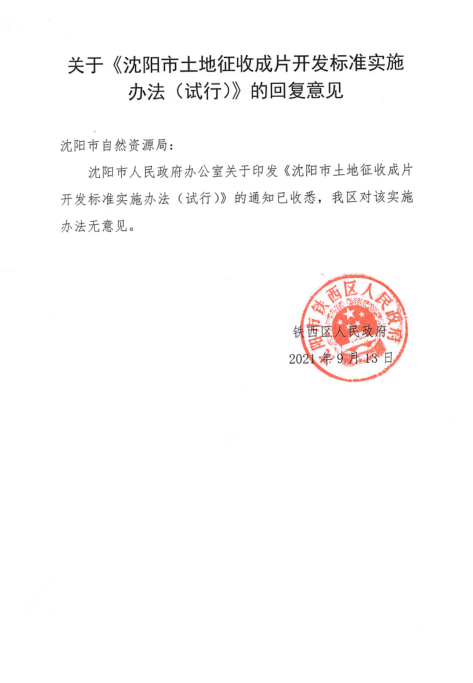 关于《沈阳市土地征收成片开发标准实施
办法（试行）》的回复意见
沈阳市自然资源局：
沈阳市人民政府办公室关于印发《沈阳市土地征收成片
开发标准实施办法（试行）》的通知已收悉，我区对该实施
办法无意见。
沈阳市铁西区人民政府
铁西区人民政府
2021年9月13日